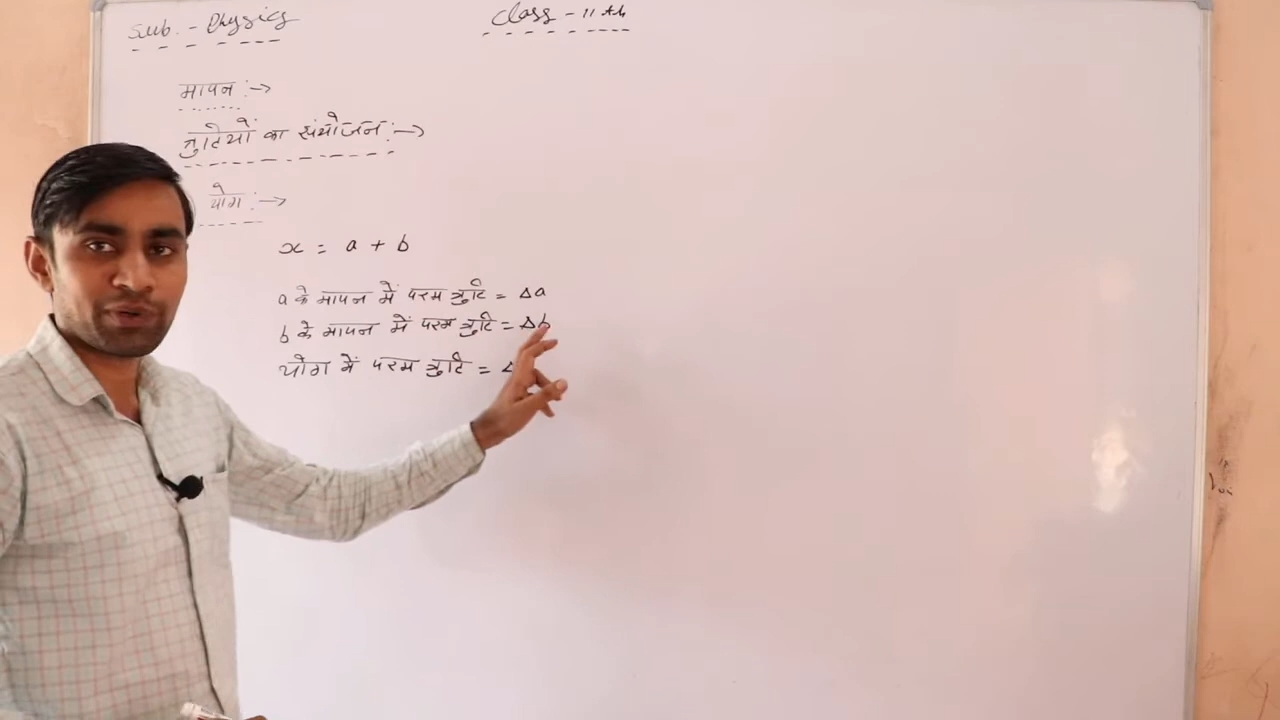 Sub. - Physics
Class - 11th
मापन :->
त्रुटियों का संयोजन :->
योग :->
x = a + b
a के मापन में परम त्रुटि = Δa
b के मापन में परम त्रुटि = Δb
योग में परम त्रुटि = Δ